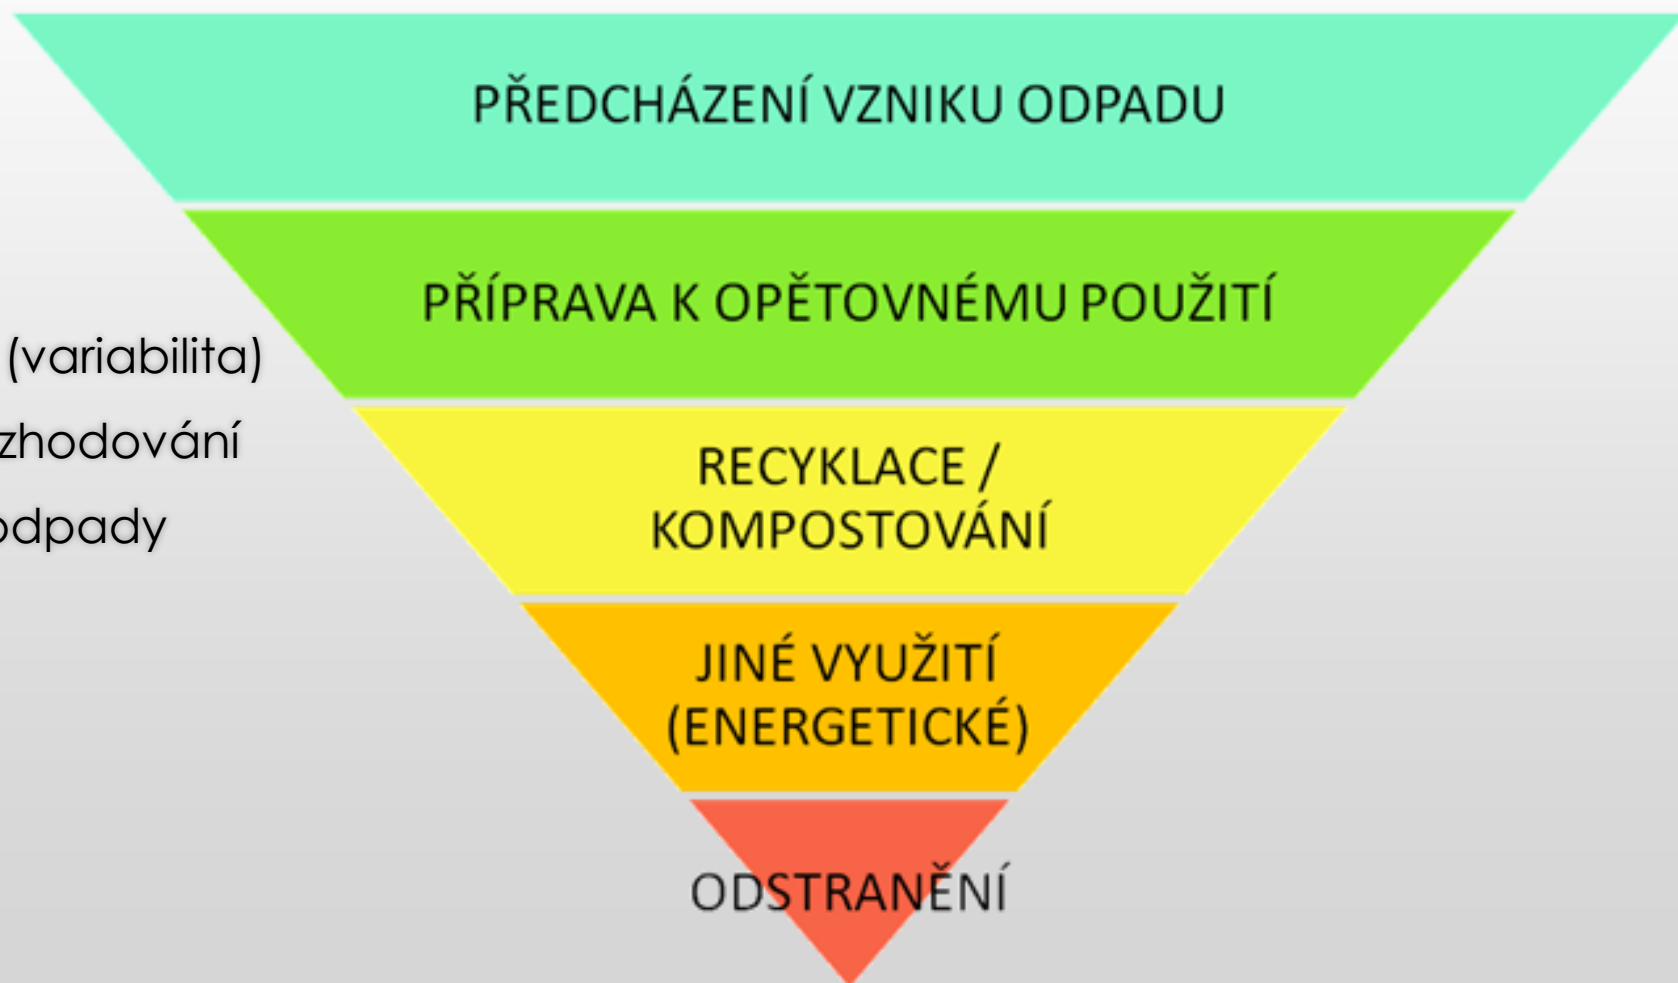 PŘEDCHÁZENÍ VZNIKU ODPADU
PŘÍPRAVA K OPĚTOVNÉMU POUŽITÍ
(variabilita)
zhodování
odpady
RECYKLACE /
KOMPOSTOVÁNÍ
JINÉ VYUŽITÍ
(ENERGETICKÉ)
ODSTRANĚNÍ